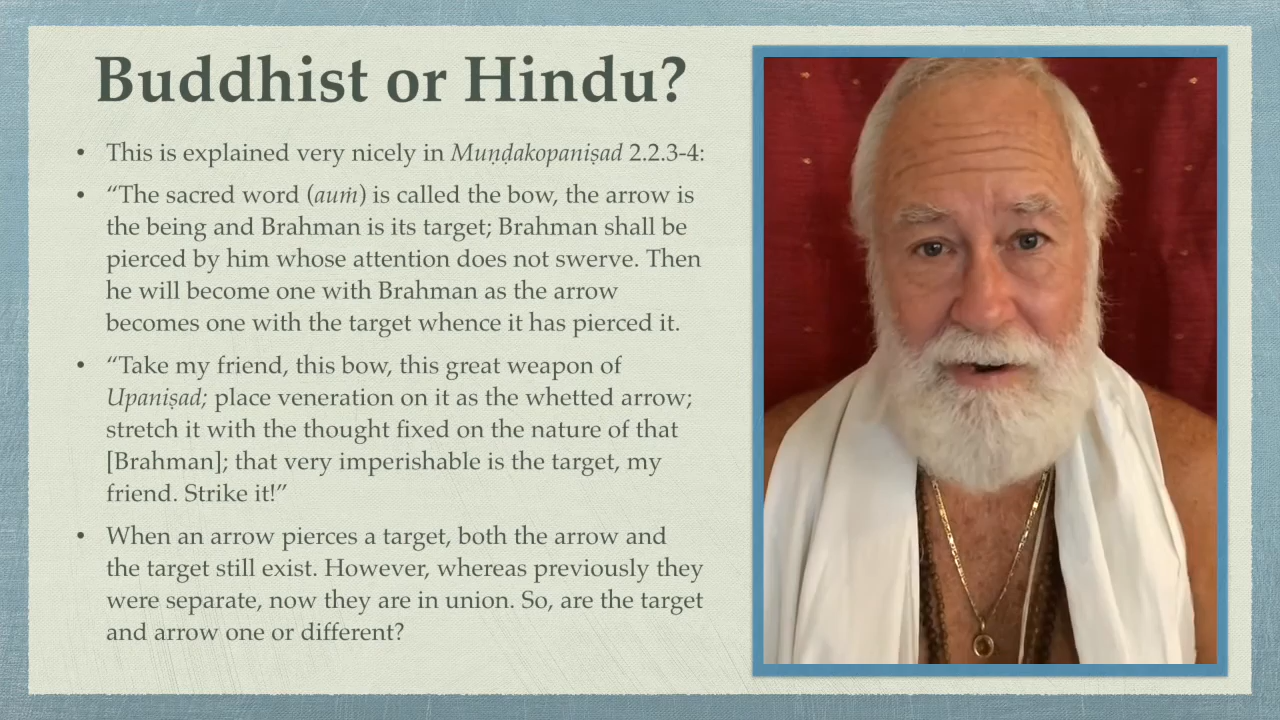 Buddhist or Hindu?
• This is explained very nicely in Muṇḍakopaniṣad 2.2.3-4:
• “The sacred word (auṁ) is called the bow, the arrow is
the being and Brahman is its target; Brahman shall be
pierced by him whose attention does not swerve. Then
he will become one with Brahman as the arrow
becomes one with the target whence it has pierced it.
• “Take my friend, this bow, this great weapon of
Upaniṣad; place veneration on it as the whetted arrow;
stretch it with the thought fixed on the nature of that
[Brahman]; that very imperishable is the target, my
friend. Strike it!”
• When an arrow pierces a target, both the arrow and
the target still exist. However, whereas previously they
were separate, now they are in union. So, are the target
and arrow one or different?